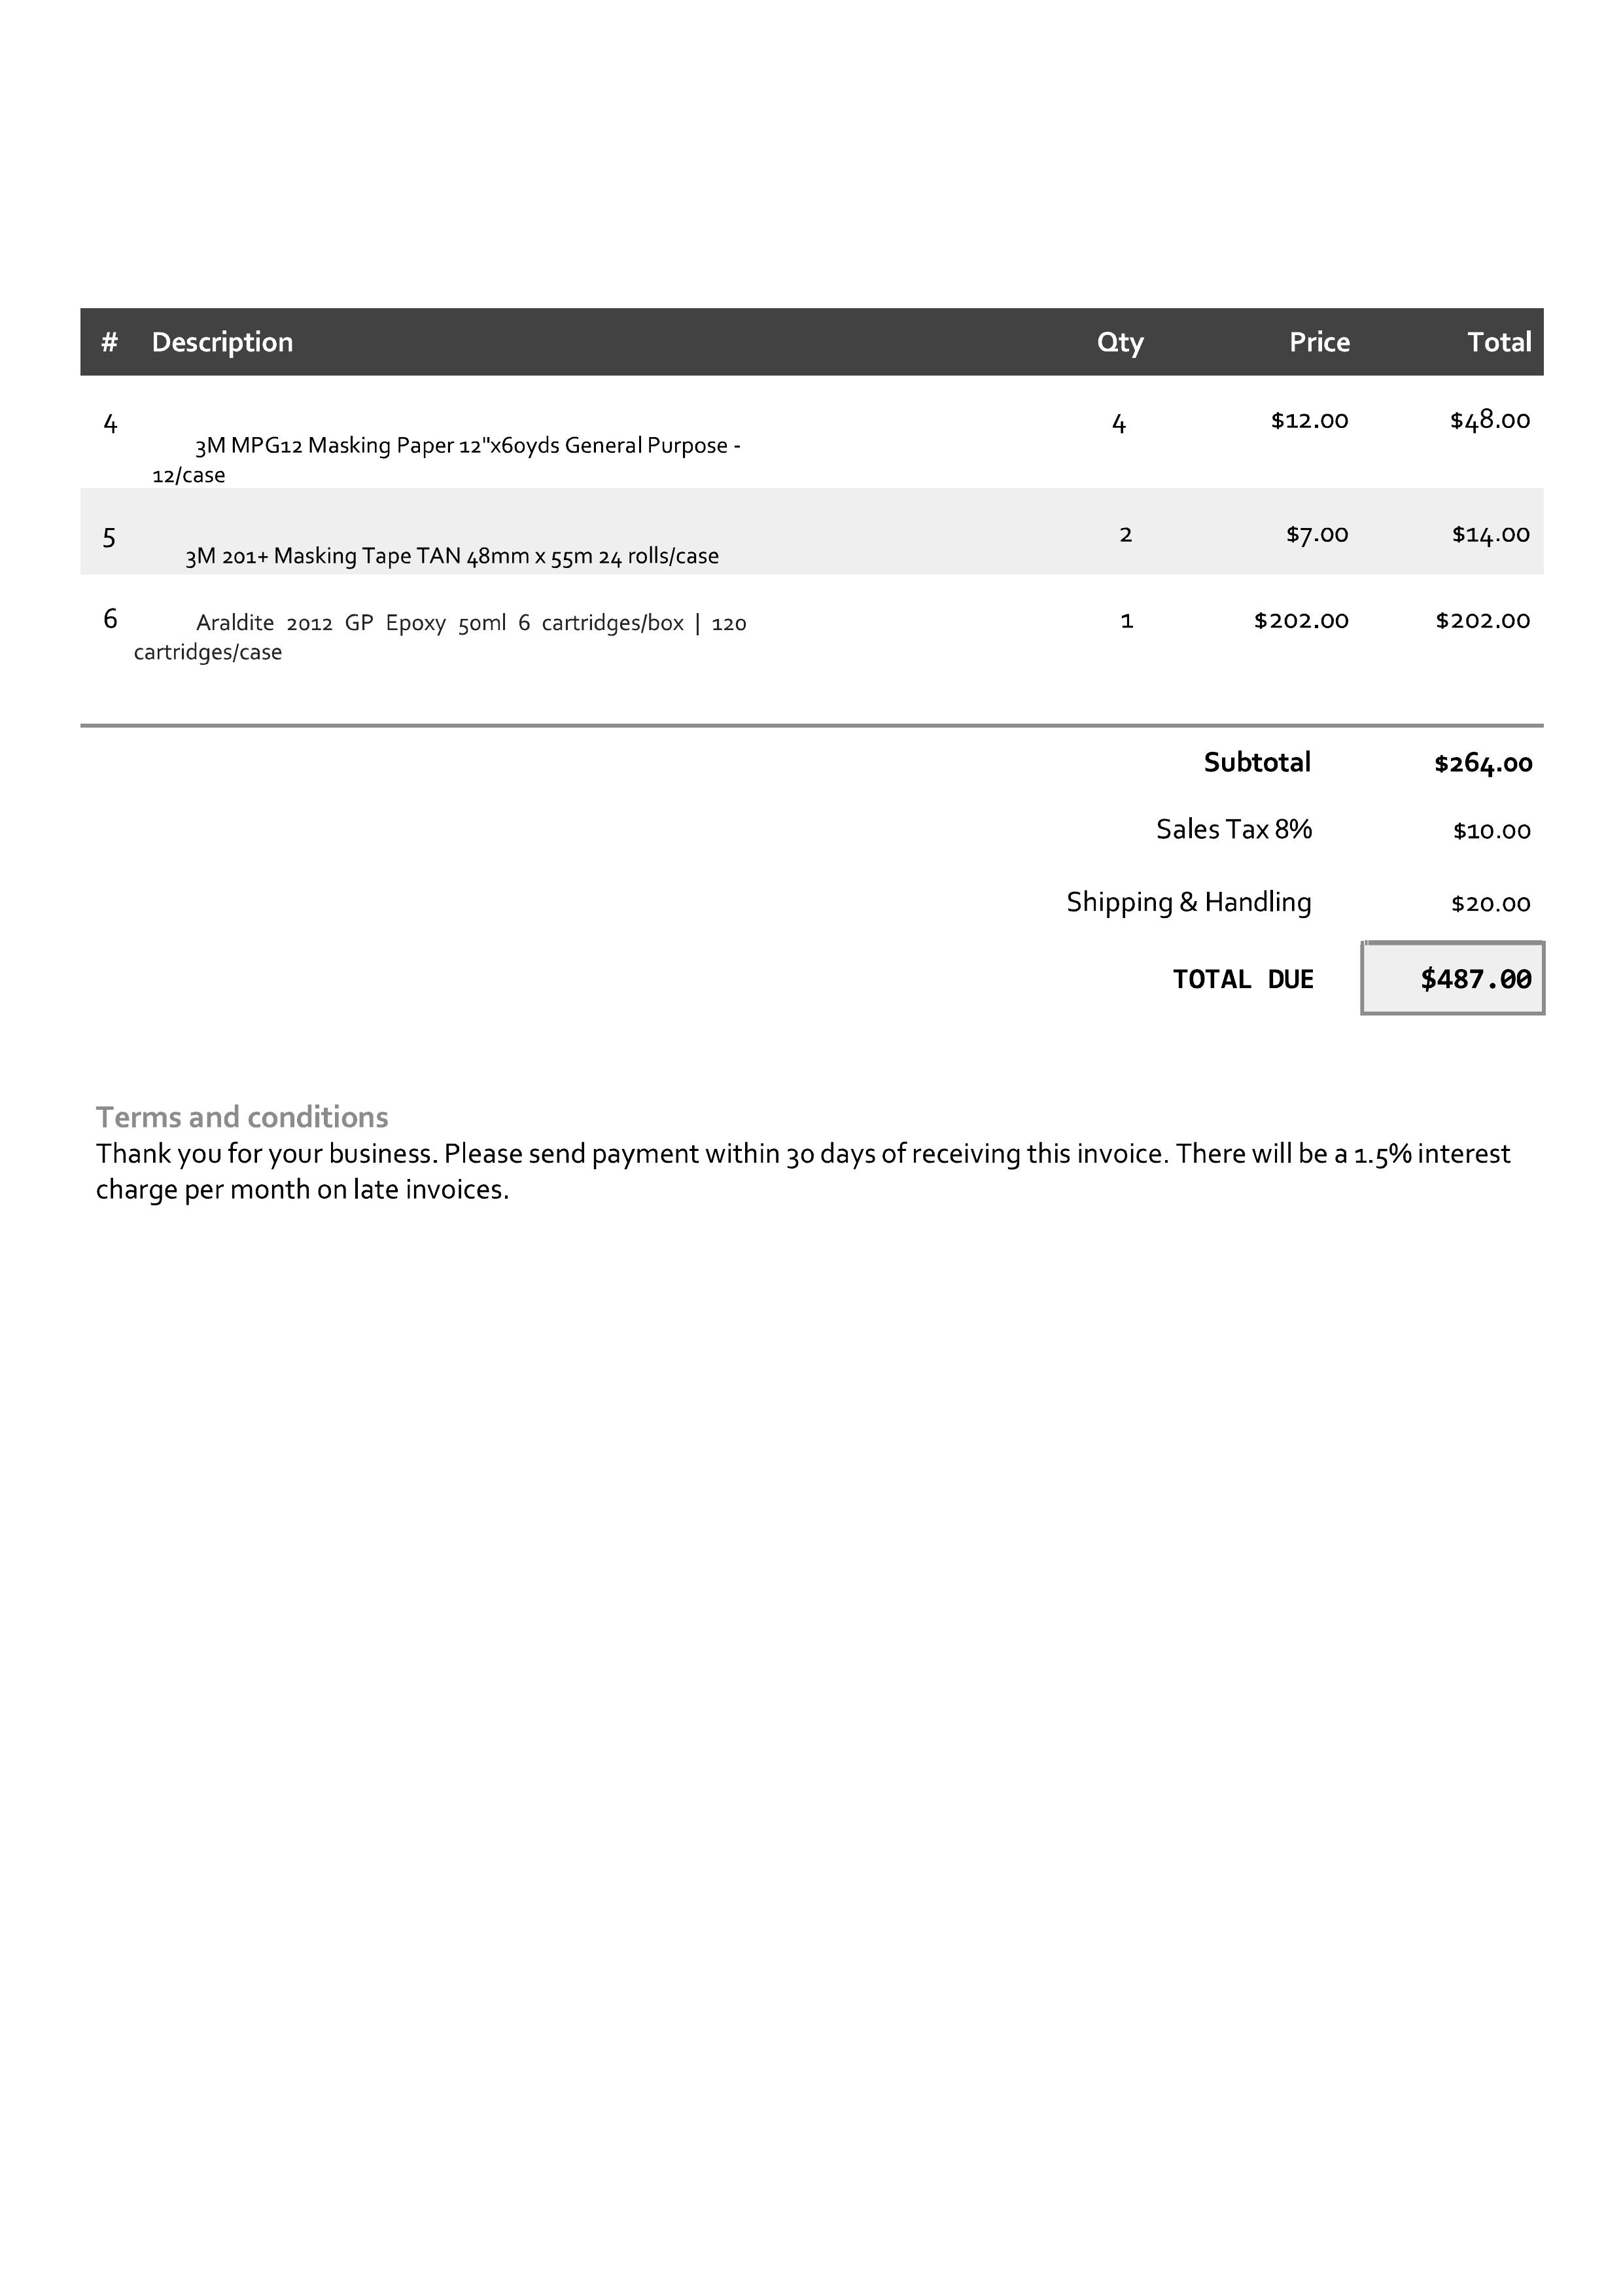 # Description Qty Price Total
4 4 $12.00 $48.00
3M MPG12 Masking Paper 12"x60yds General Purpose -
12/case
5 2 $7.00 $14.00
3M 201+ Masking Tape TAN 48mm x 55m 24 rolls/case
6 Araldite 2012 GP Epoxy 50ml 6 cartridges/box | 120 1 $202.00 $202.00
cartridges/case
Subtotal $264.00
Sales Tax 8% $10.00
Shipping & Handling $20.00
TOTAL DUE $487.00
Terms and conditions
Thank you for your business. Please send payment within 30 days of receiving this invoice. There will be a 1.5% interest
charge per month on late invoices.